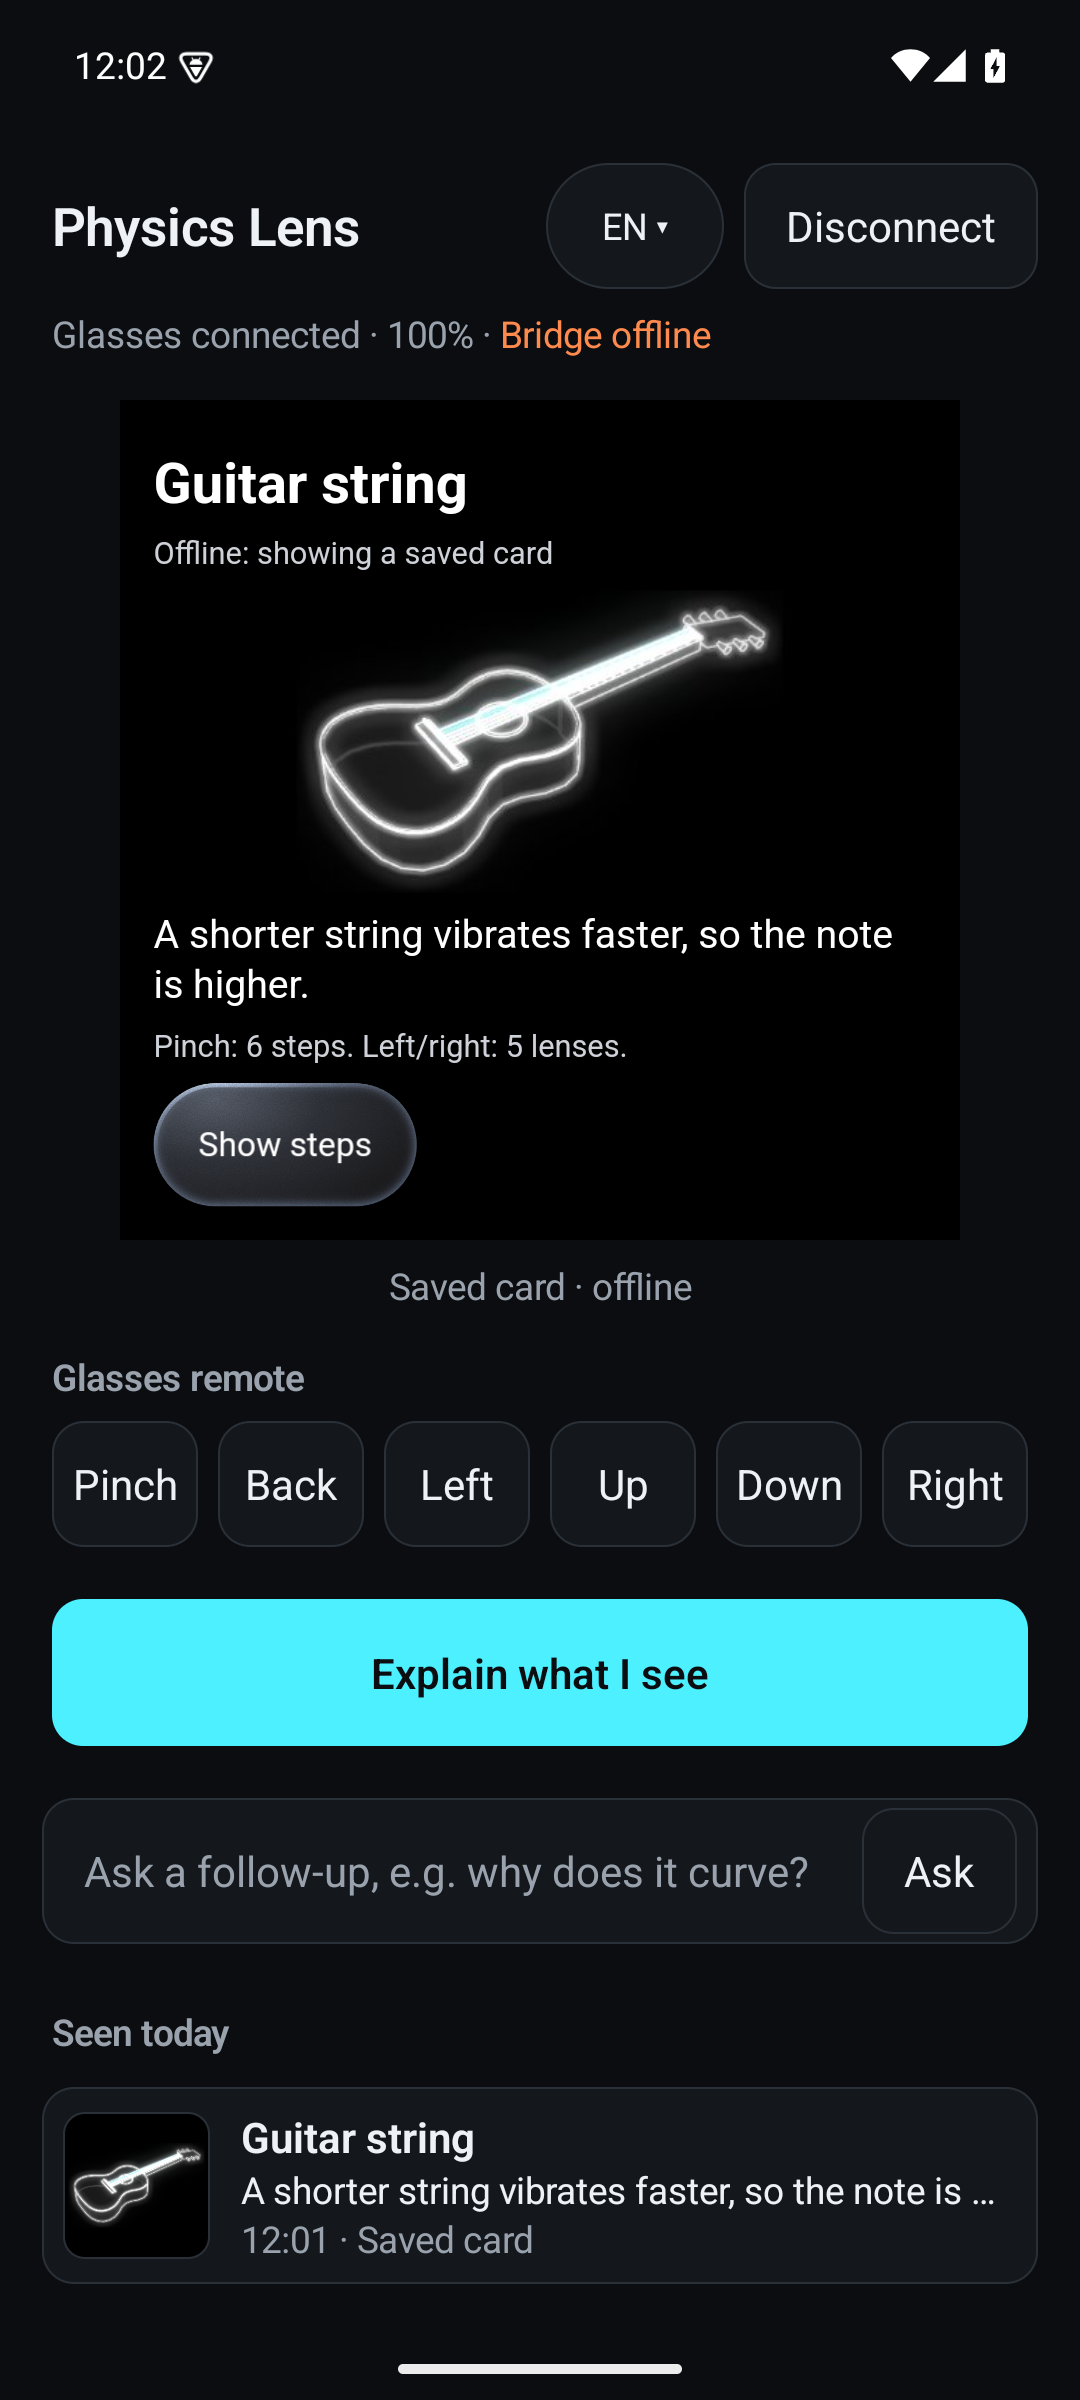 12:02
Physics Lens
EN ▾
Disconnect
Glasses connected · 100% · Bridge offline
Guitar string
Offline: showing a saved card
A shorter string vibrates faster, so the note
is higher.
Pinch: 6 steps. Left/right: 5 lenses.
Show steps
Saved card · offline
Glasses remote
Pinch
Back
Left
Up
Down
Right
Explain what I see
Ask a follow-up, e.g. why does it curve?
Ask
Seen today
Guitar string
A shorter string vibrates faster, so the note is ...
12:01 · Saved card